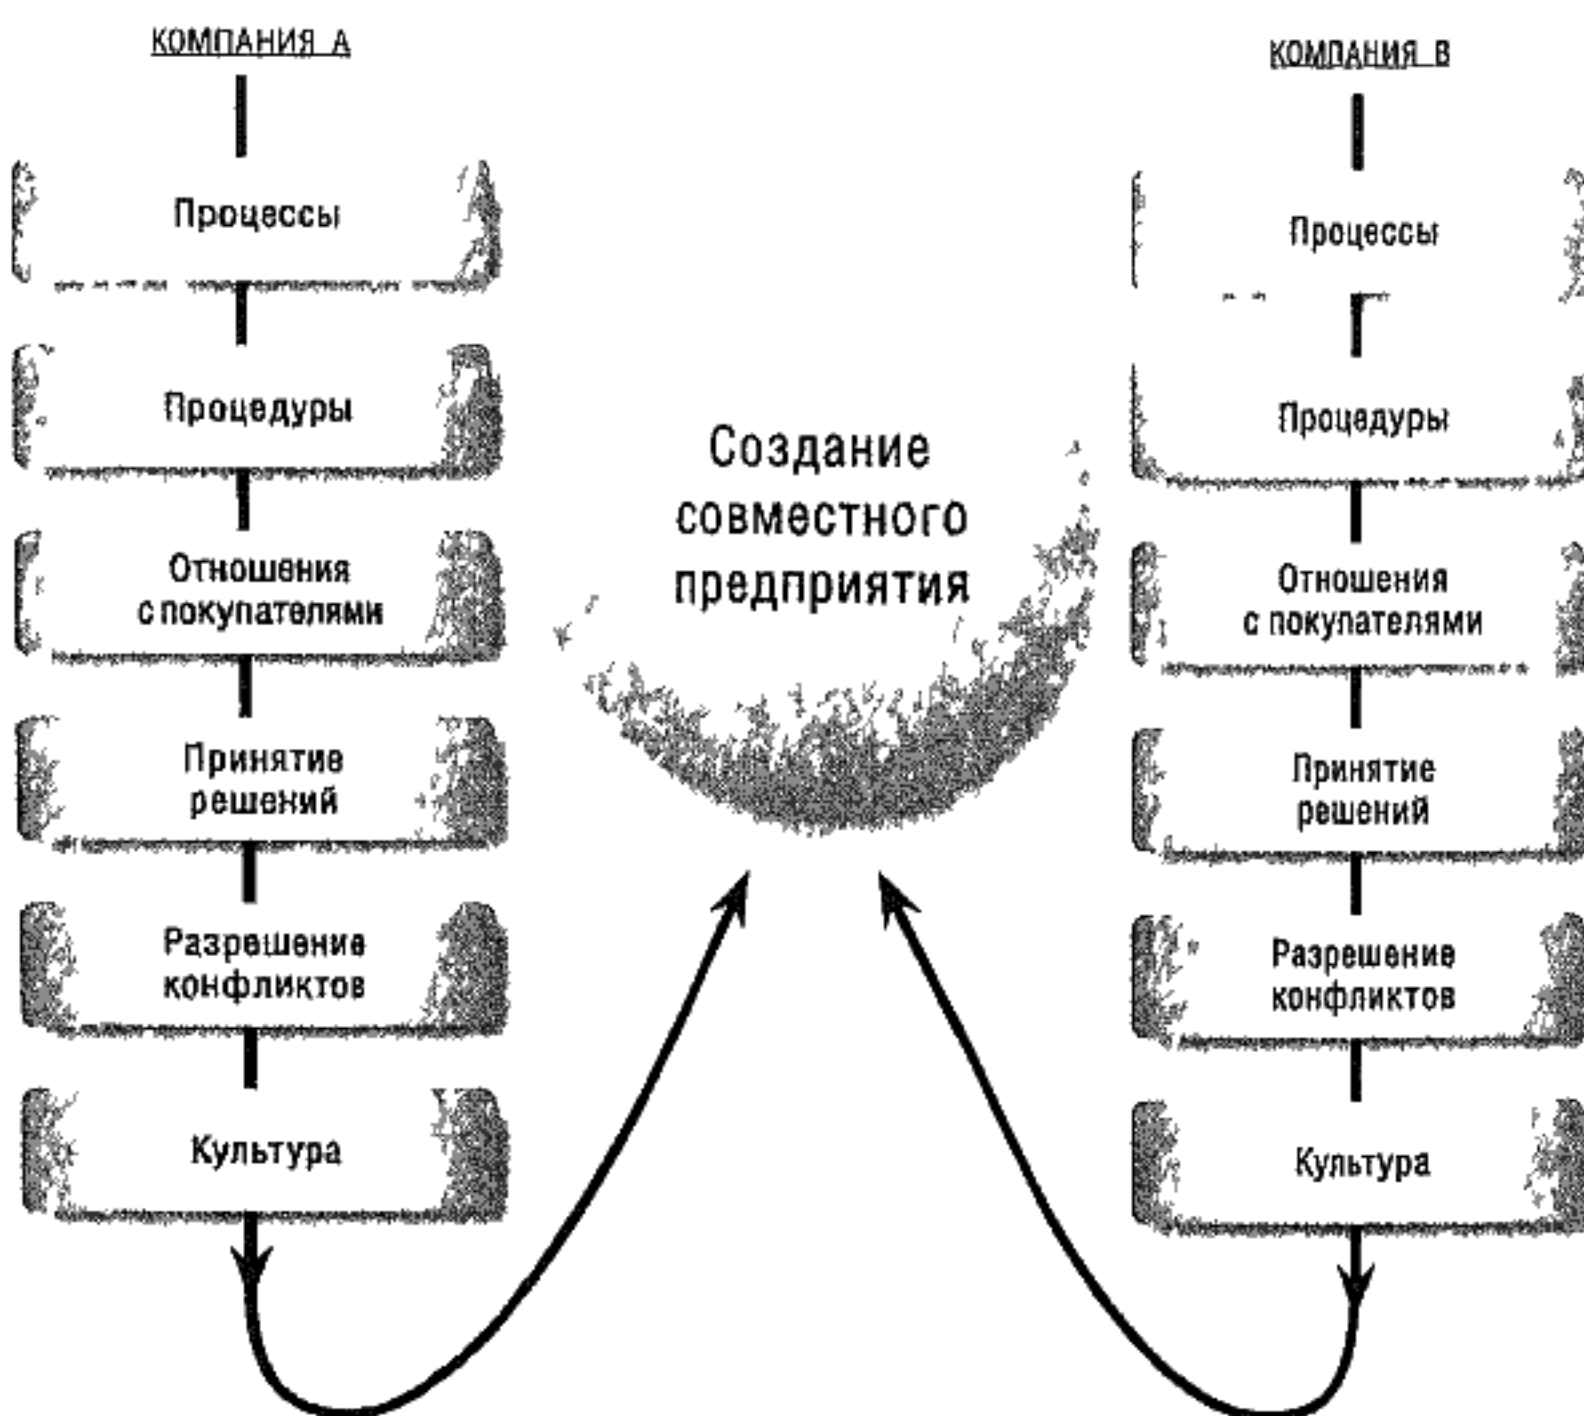 КОМПАНИЯ А
Процессы
Процедуры
Отношения
с покупателями
Принятие
решений
Разрешение
конфликтов
Культура
Создание
совместного
предприятия
КОМПАНИЯ В
Процессы
Процедуры
Отношения
с покупателями
Принятие
решений
Разрешение
конфликтов
Культура